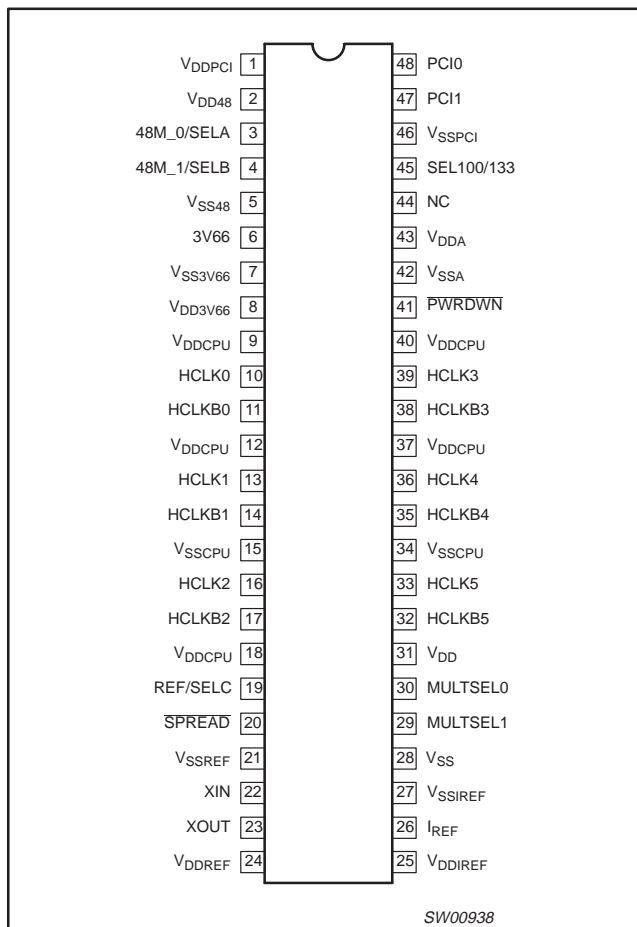 VDDPCI 1 48 PCI0
VDD48 2 47 PCI1
48M_0/SELA 3 46 VSSPCI
48M_1/SELB 4 45 SEL100/133
VSS48 5 44 NC
3V66 6 43 VDDA
VSS3V66 7 42 VSSA
VDD3V66 8 41 PWRDWN
VDDCPU 9 40 VDDCPU
HCLK0 10 39 HCLK3
HCLKB0 11 38 HCLKB3
VDDCPU 12 37 VDDCPU
HCLK1 13 36 HCLK4
HCLKB1 14 35 HCLKB4
VSSCPU 15 34 VSSCPU
HCLK2 16 33 HCLK5
HCLKB2 17 32 HCLKB5
VDDCPU 18 31 VDD
REF/SELC 19 30 MULTSEL0
SPREAD 20 29 MULTSEL1
VSSREF 21 28 VSS
XIN 22 27 VSSIREF
XOUT 23 26 IREF
VDDREF 24 25 VDDIREF
SW00938